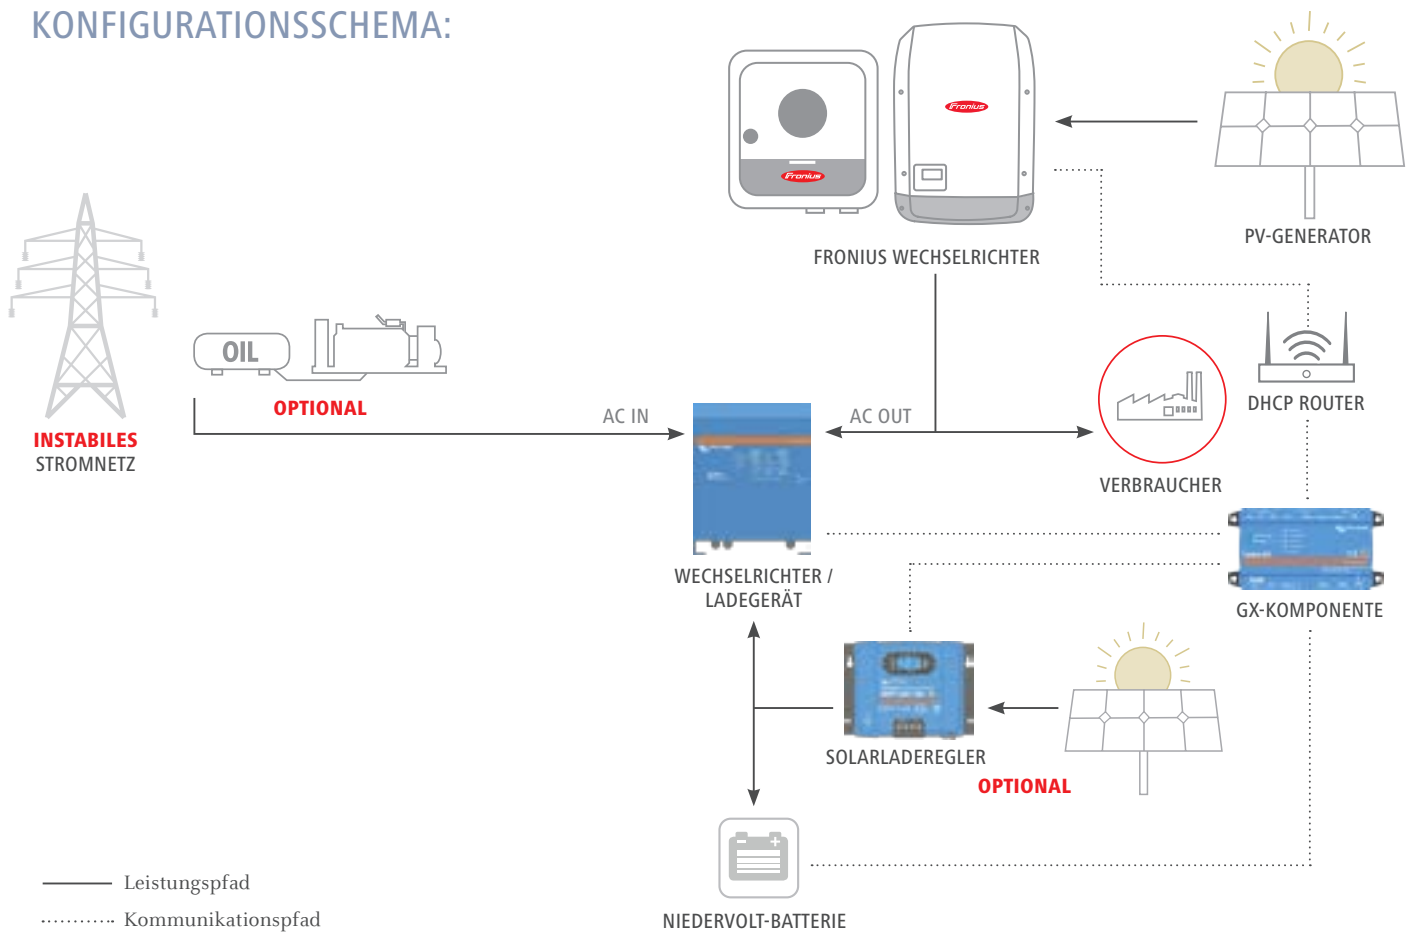 KONFIGURATIONSSCHEMA:
Fronius
Fronius
FRONIUS WECHSELRICHTER
PV-GENERATOR
OIL
OPTIONAL
INSTABILES
STROMNETZ
AC IN
AC OUT
VERBRAUCHER
DHCP ROUTER
WECHSELRICHTER /
LADEGERÄT
GX-KOMPONENTE
SOLARLADEREGLER
OPTIONAL
NIEDERVOLT-BATTERIE
Leistungspfad
Kommunikationspfad